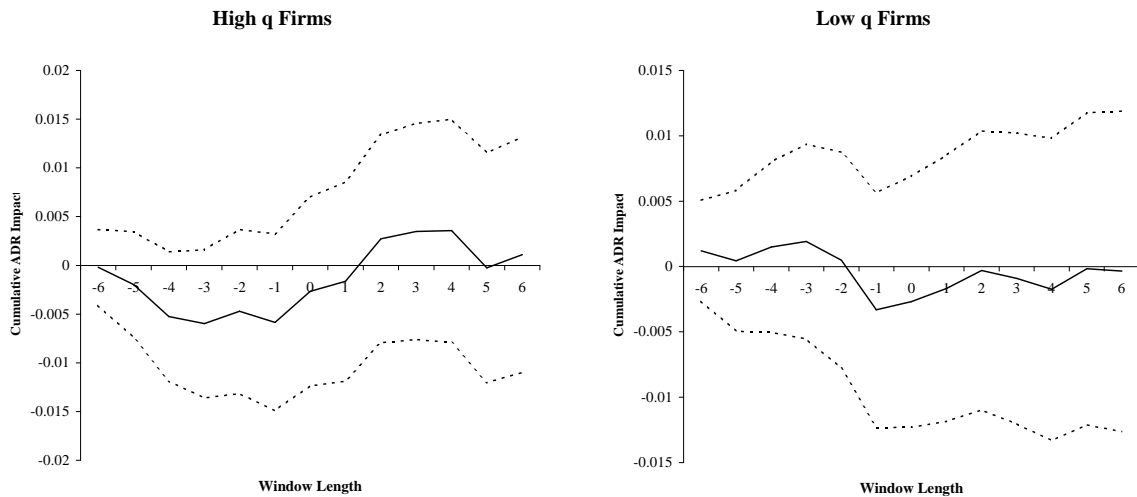 High q Firms
0.02
0.015
0.01
0.005
0
-0.005
-0.01
-0.015
-0.02
-6 -5 -4 -3 -2 -1 0 1 2 3 4 5 6
Cumulative ADR Impact
Window Length
Low q Firms
0.015
0.01
0.005
0
-0.005
-0.01
-0.015
-6 -5 -4 -3 -2 -1 0 1 2 3 4 5 6
Cumulative ADR Impact
Window Length